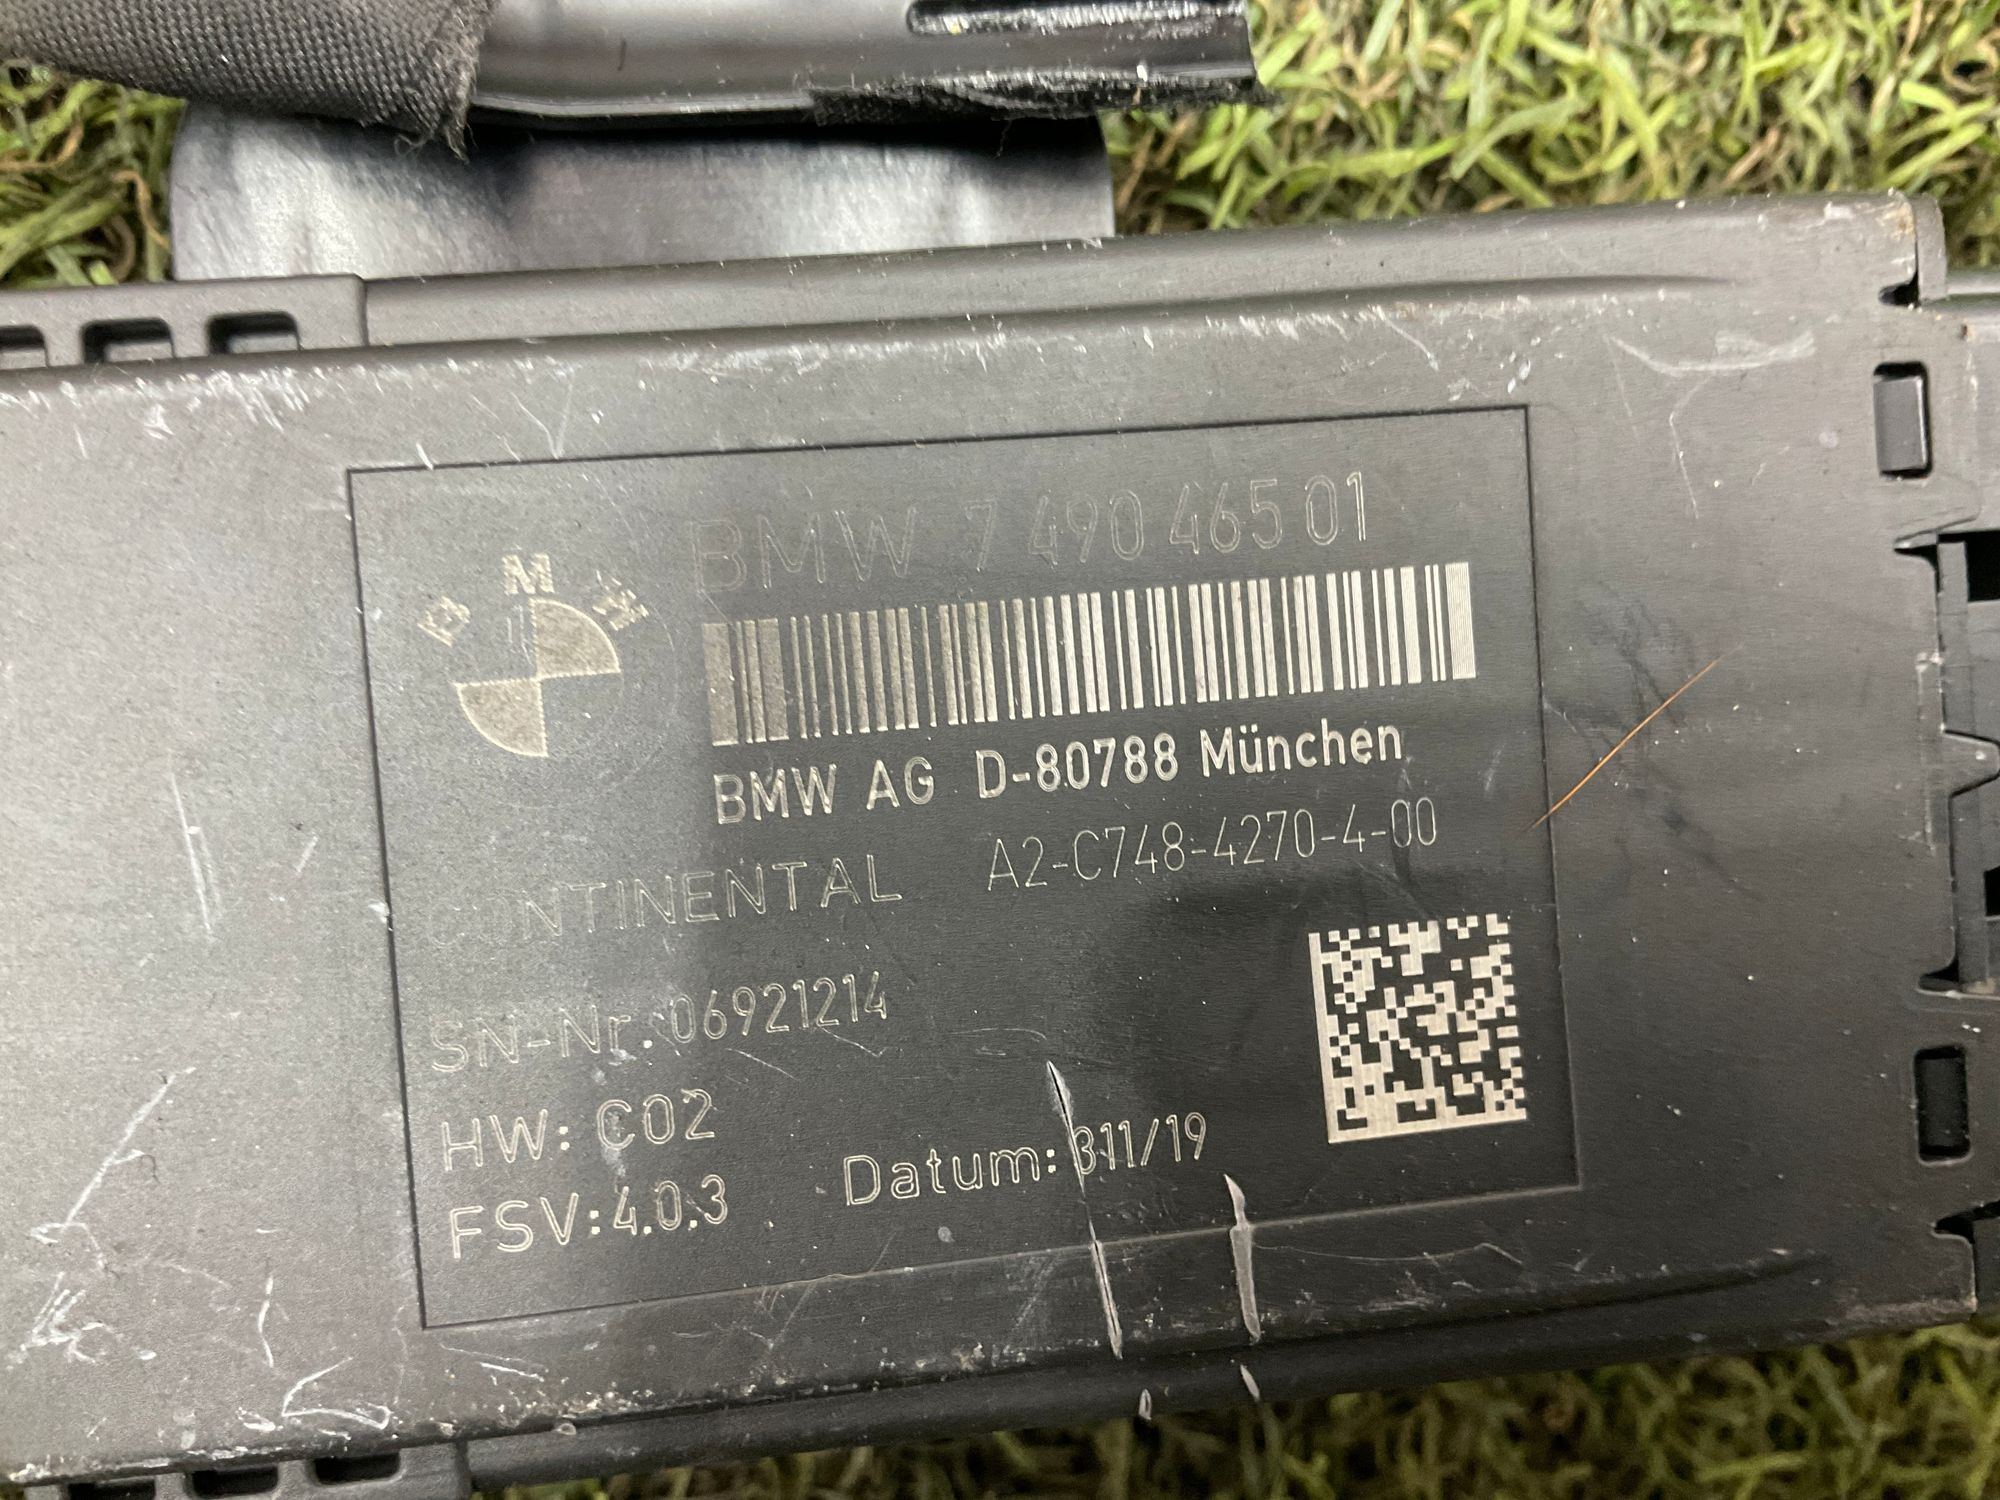 BMW 7 490 465 01
B M W
BMW AG D-80788 München
CONTINENTAL A2-C748-4270-4-00
SN-Nr.:06921214
HW: C02
FSV:4.0.3 Datum: 311/19